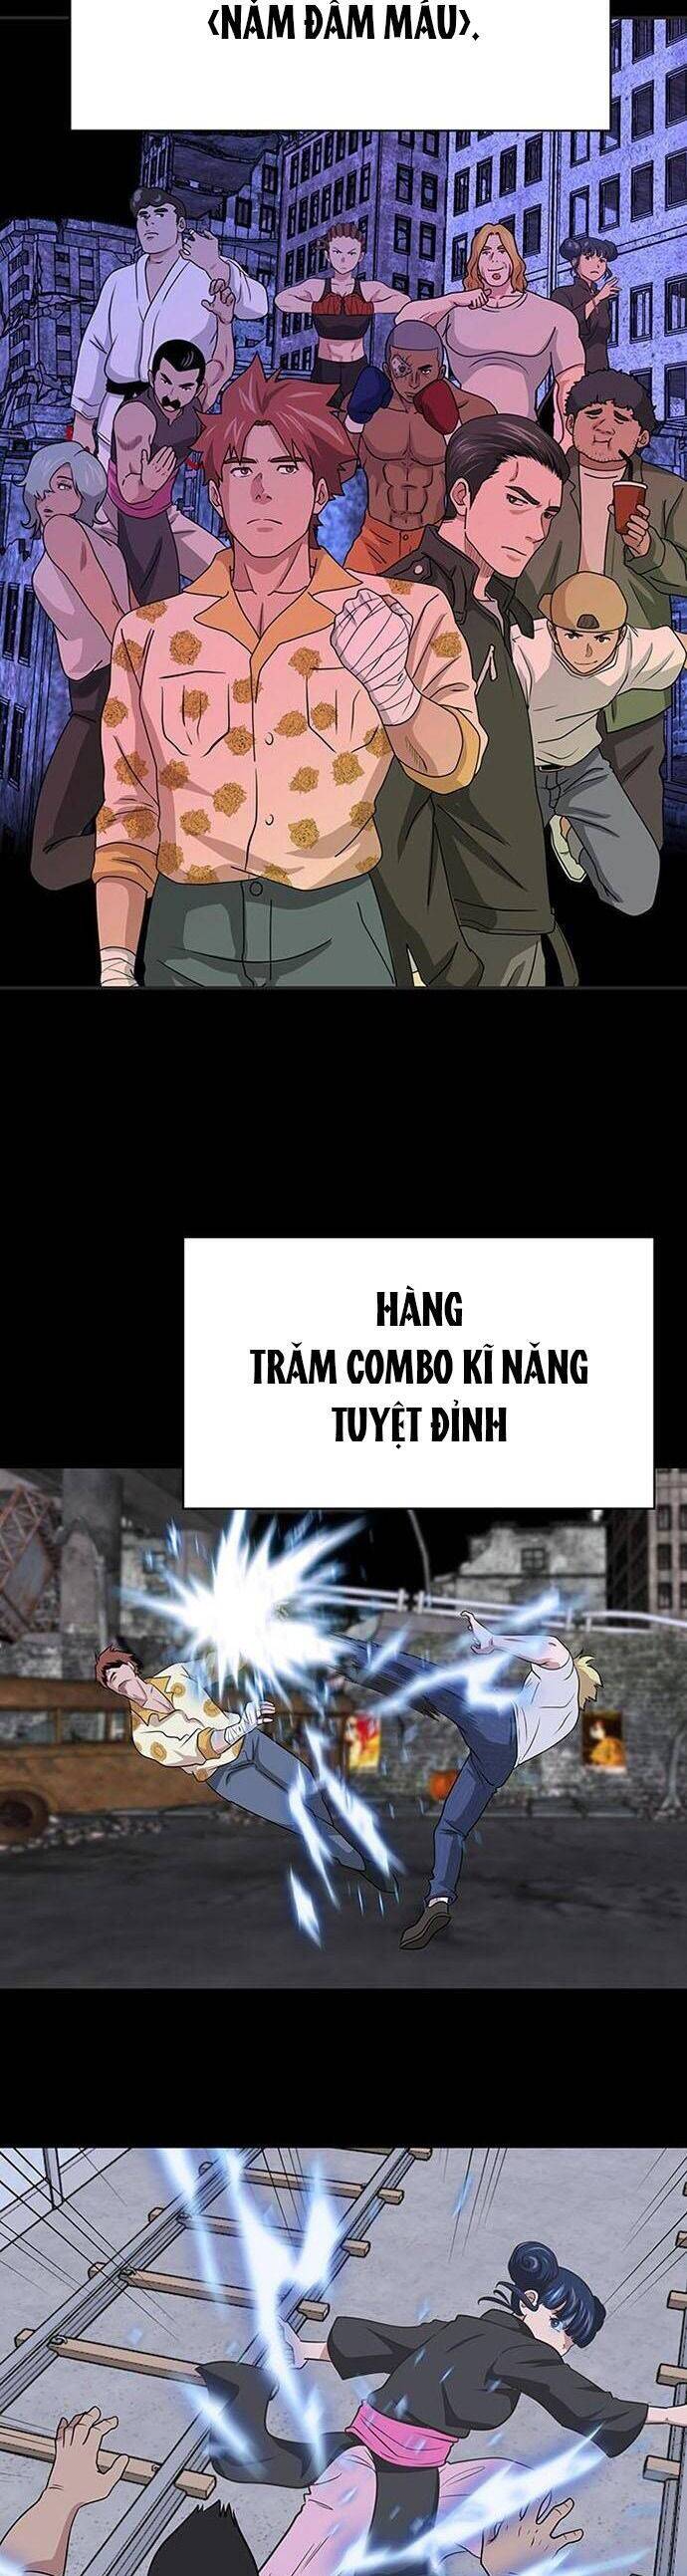 <NẮM ĐẤM MÁU>.
HÀNG
TRĂM COMBO KĨ NĂNG
TUYỆT ĐỈNH